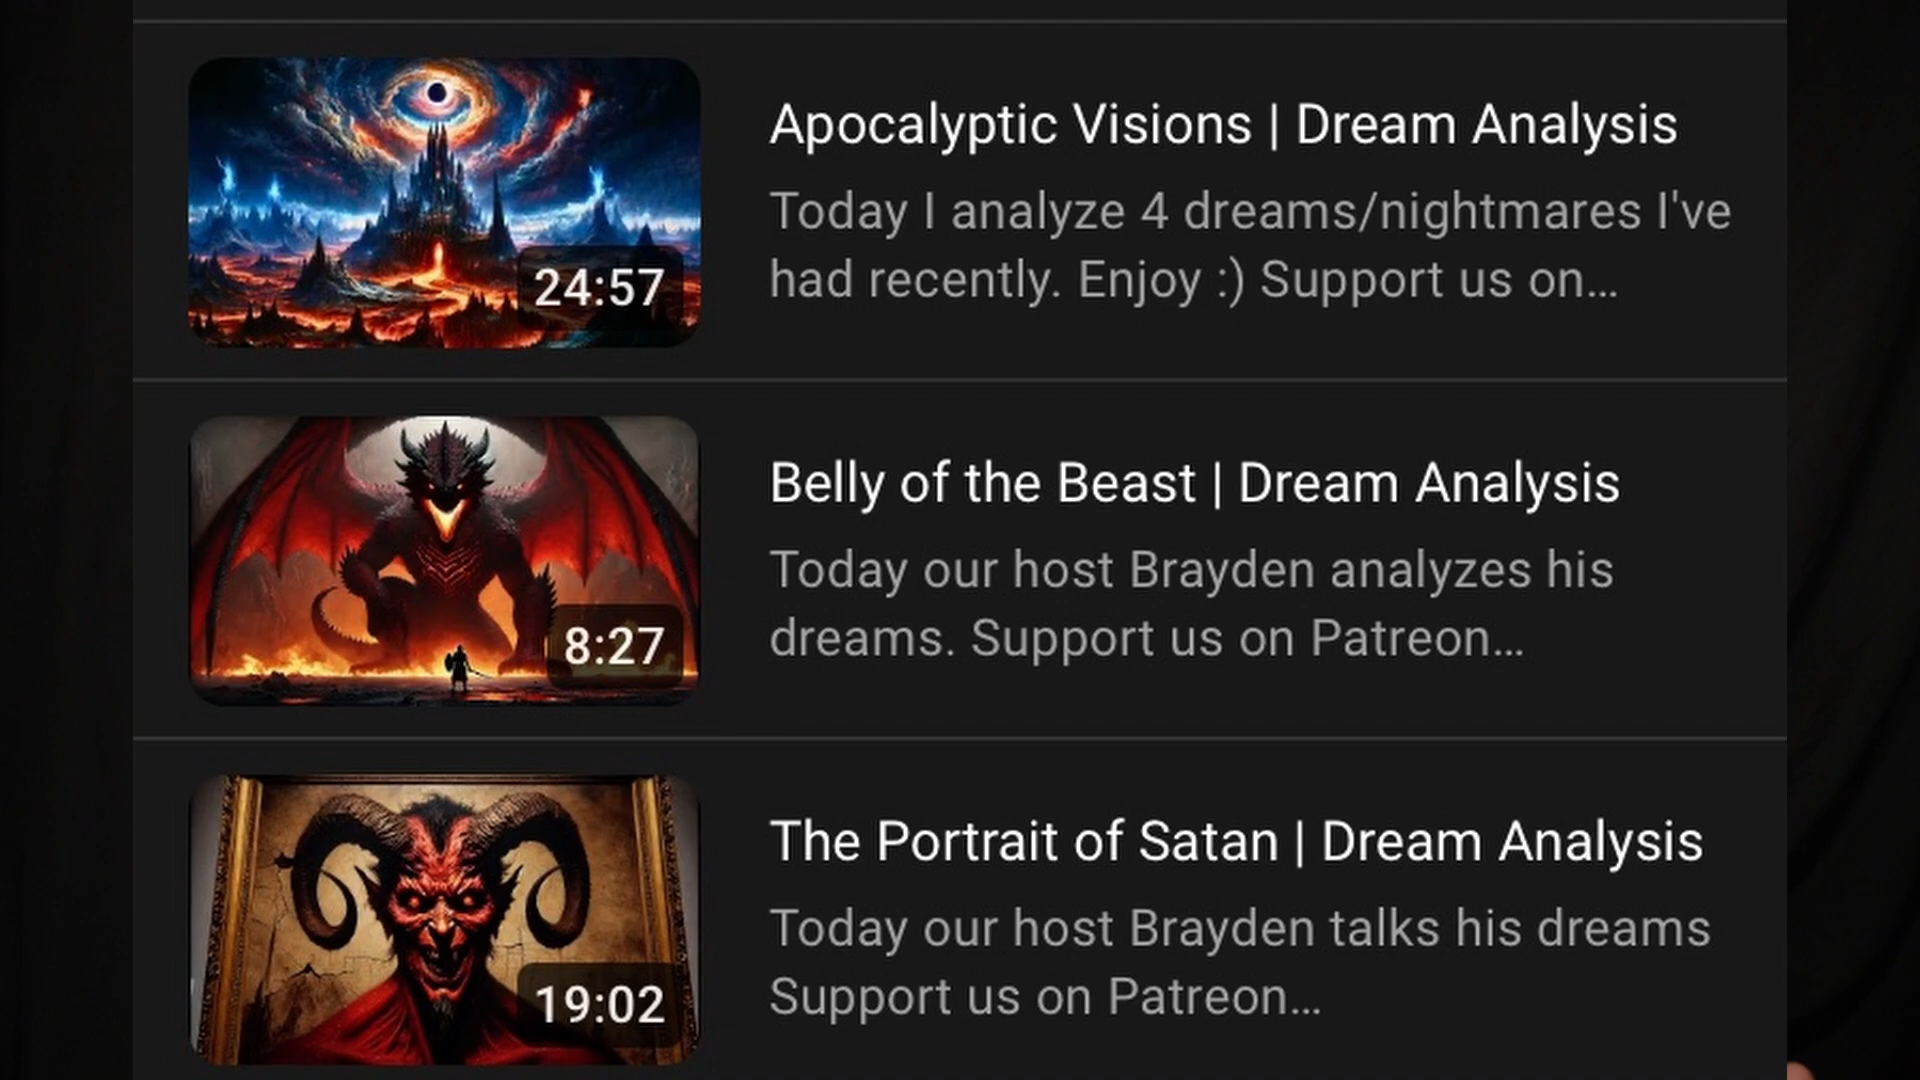 Apocalyptic Visions | Dream Analysis
Today I analyze 4 dreams/nightmares I've
had recently. Enjoy :) Support us on...
24:57
Belly of the Beast | Dream Analysis
Today our host Brayden analyzes his
dreams. Support us on Patreon...
8:27
The Portrait of Satan | Dream Analysis
Today our host Brayden talks his dreams
Support us on Patreon...
19:02